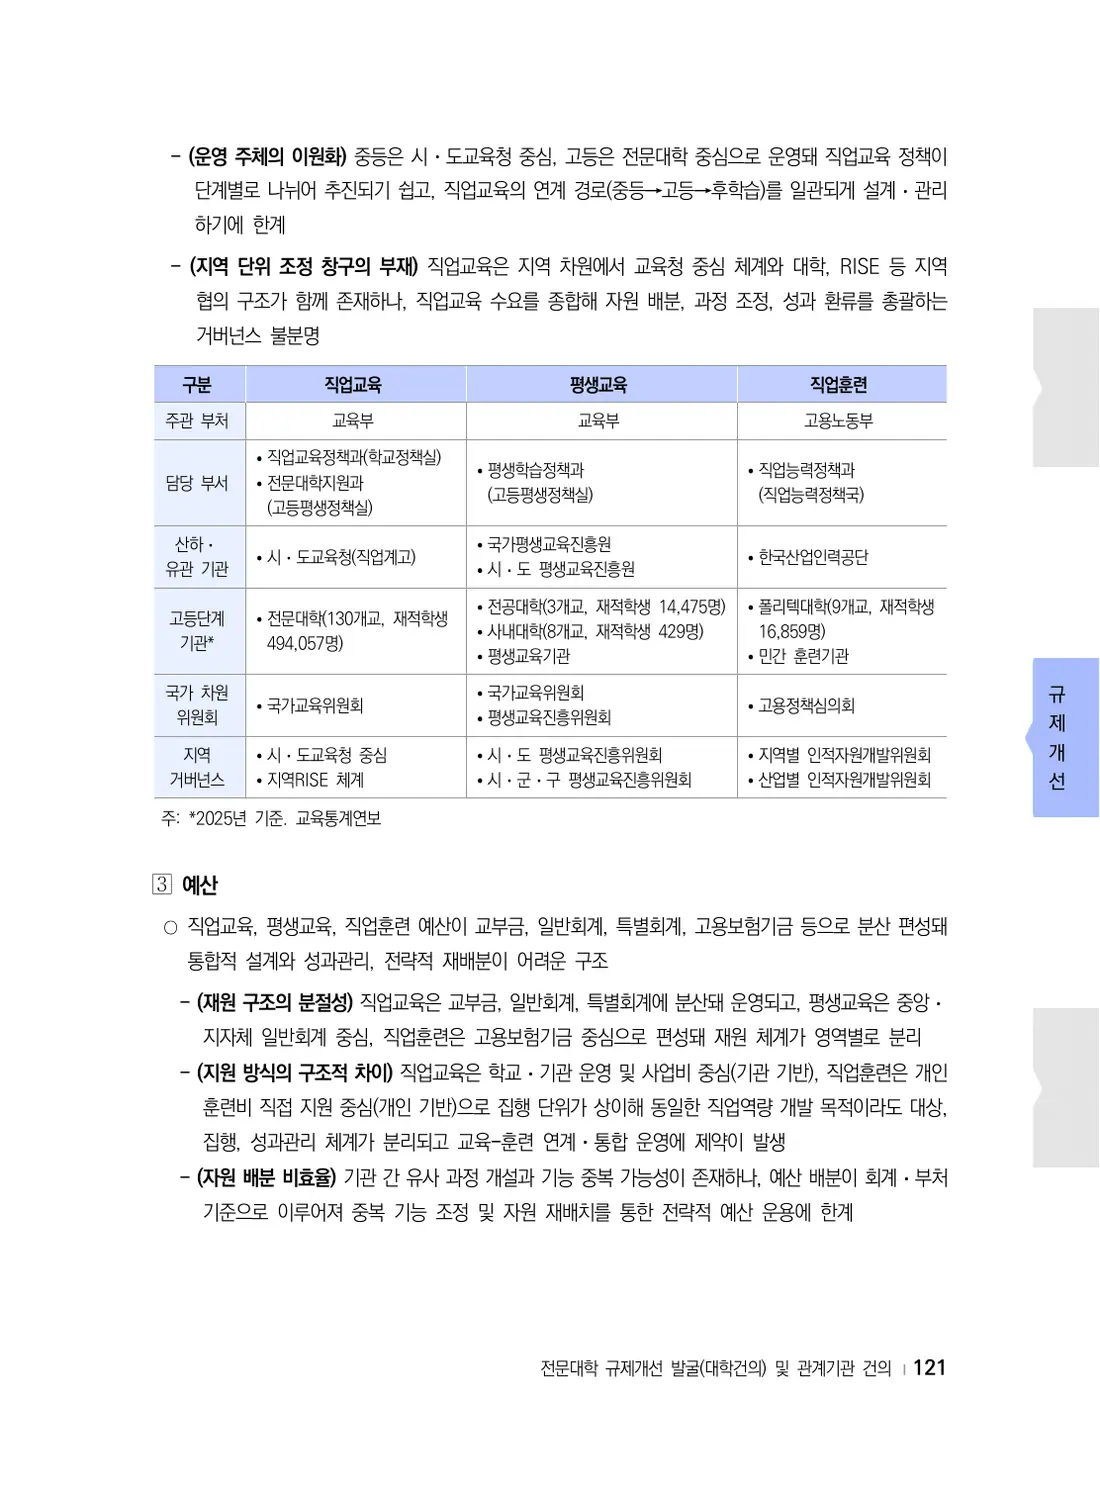 - (운영 주체의 이원화) 중등은 시・도교육청 중심, 고등은 전문대학 중심으로 운영돼 직업교육 정책이
단계별로 나뉘어 추진되기 쉽고, 직업교육의 연계 경로(중등→고등→후학습)를 일관되게 설계・관리
하기에 한계
- (지역 단위 조정 창구의 부재) 직업교육은 지역 차원에서 교육청 중심 체계와 대학, RISE 등 지역
협의 구조가 함께 존재하나, 직업교육 수요를 종합해 자원 배분, 과정 조정, 성과 환류를 총괄하는
거버넌스 불분명
구분 직업교육 평생교육 직업훈련
주관 부처 교육부 교육부 고용노동부
담당 부서
• 직업교육정책과(학교정책실)
• 전문대학지원과
(고등평생정책실)
• 평생학습정책과
(고등평생정책실)
• 직업능력정책과
(직업능력정책국)
산하・
유관 기관
• 시・도교육청(직업계고)
• 국가평생교육진흥원
• 시・도 평생교육진흥원
• 한국산업인력공단
고등단계
기관*
• 전문대학(130개교, 재적학생
494,057명)
• 전공대학(3개교, 재적학생 14,475명)
• 사내대학(8개교, 재적학생 429명)
• 평생교육기관
• 폴리텍대학(9개교, 재적학생
16,859명)
• 민간 훈련기관
국가 차원
위원회
• 국가교육위원회
• 국가교육위원회
• 평생교육진흥위원회
• 고용정책심의회
지역
거버넌스
• 시・도교육청 중심
• 지역RISE 체계
• 시・도 평생교육진흥위원회
• 시・군・구 평생교육진흥위원회
• 지역별 인적자원개발위원회
• 산업별 인적자원개발위원회
주: *2025년 기준. 교육통계연보
3 예산
○ 직업교육, 평생교육, 직업훈련 예산이 교부금, 일반회계, 특별회계, 고용보험기금 등으로 분산 편성돼
통합적 설계와 성과관리, 전략적 재배분이 어려운 구조
- (재원 구조의 분절성) 직업교육은 교부금, 일반회계, 특별회계에 분산돼 운영되고, 평생교육은 중앙・
지자체 일반회계 중심, 직업훈련은 고용보험기금 중심으로 편성돼 재원 체계가 영역별로 분리
- (지원 방식의 구조적 차이) 직업교육은 학교・기관 운영 및 사업비 중심(기관 기반), 직업훈련은 개인
훈련비 직접 지원 중심(개인 기반)으로 집행 단위가 상이해 동일한 직업역량 개발 목적이라도 대상,
집행, 성과관리 체계가 분리되고 교육-훈련 연계・통합 운영에 제약이 발생
- (자원 배분 비효율) 기관 간 유사 과정 개설과 기능 중복 가능성이 존재하나, 예산 배분이 회계・부처
기준으로 이루어져 중복 기능 조정 및 자원 재배치를 통한 전략적 예산 운용에 한계
규
제
개
선
전문대학 규제개선 발굴(대학건의) 및 관계기관 건의 | 121